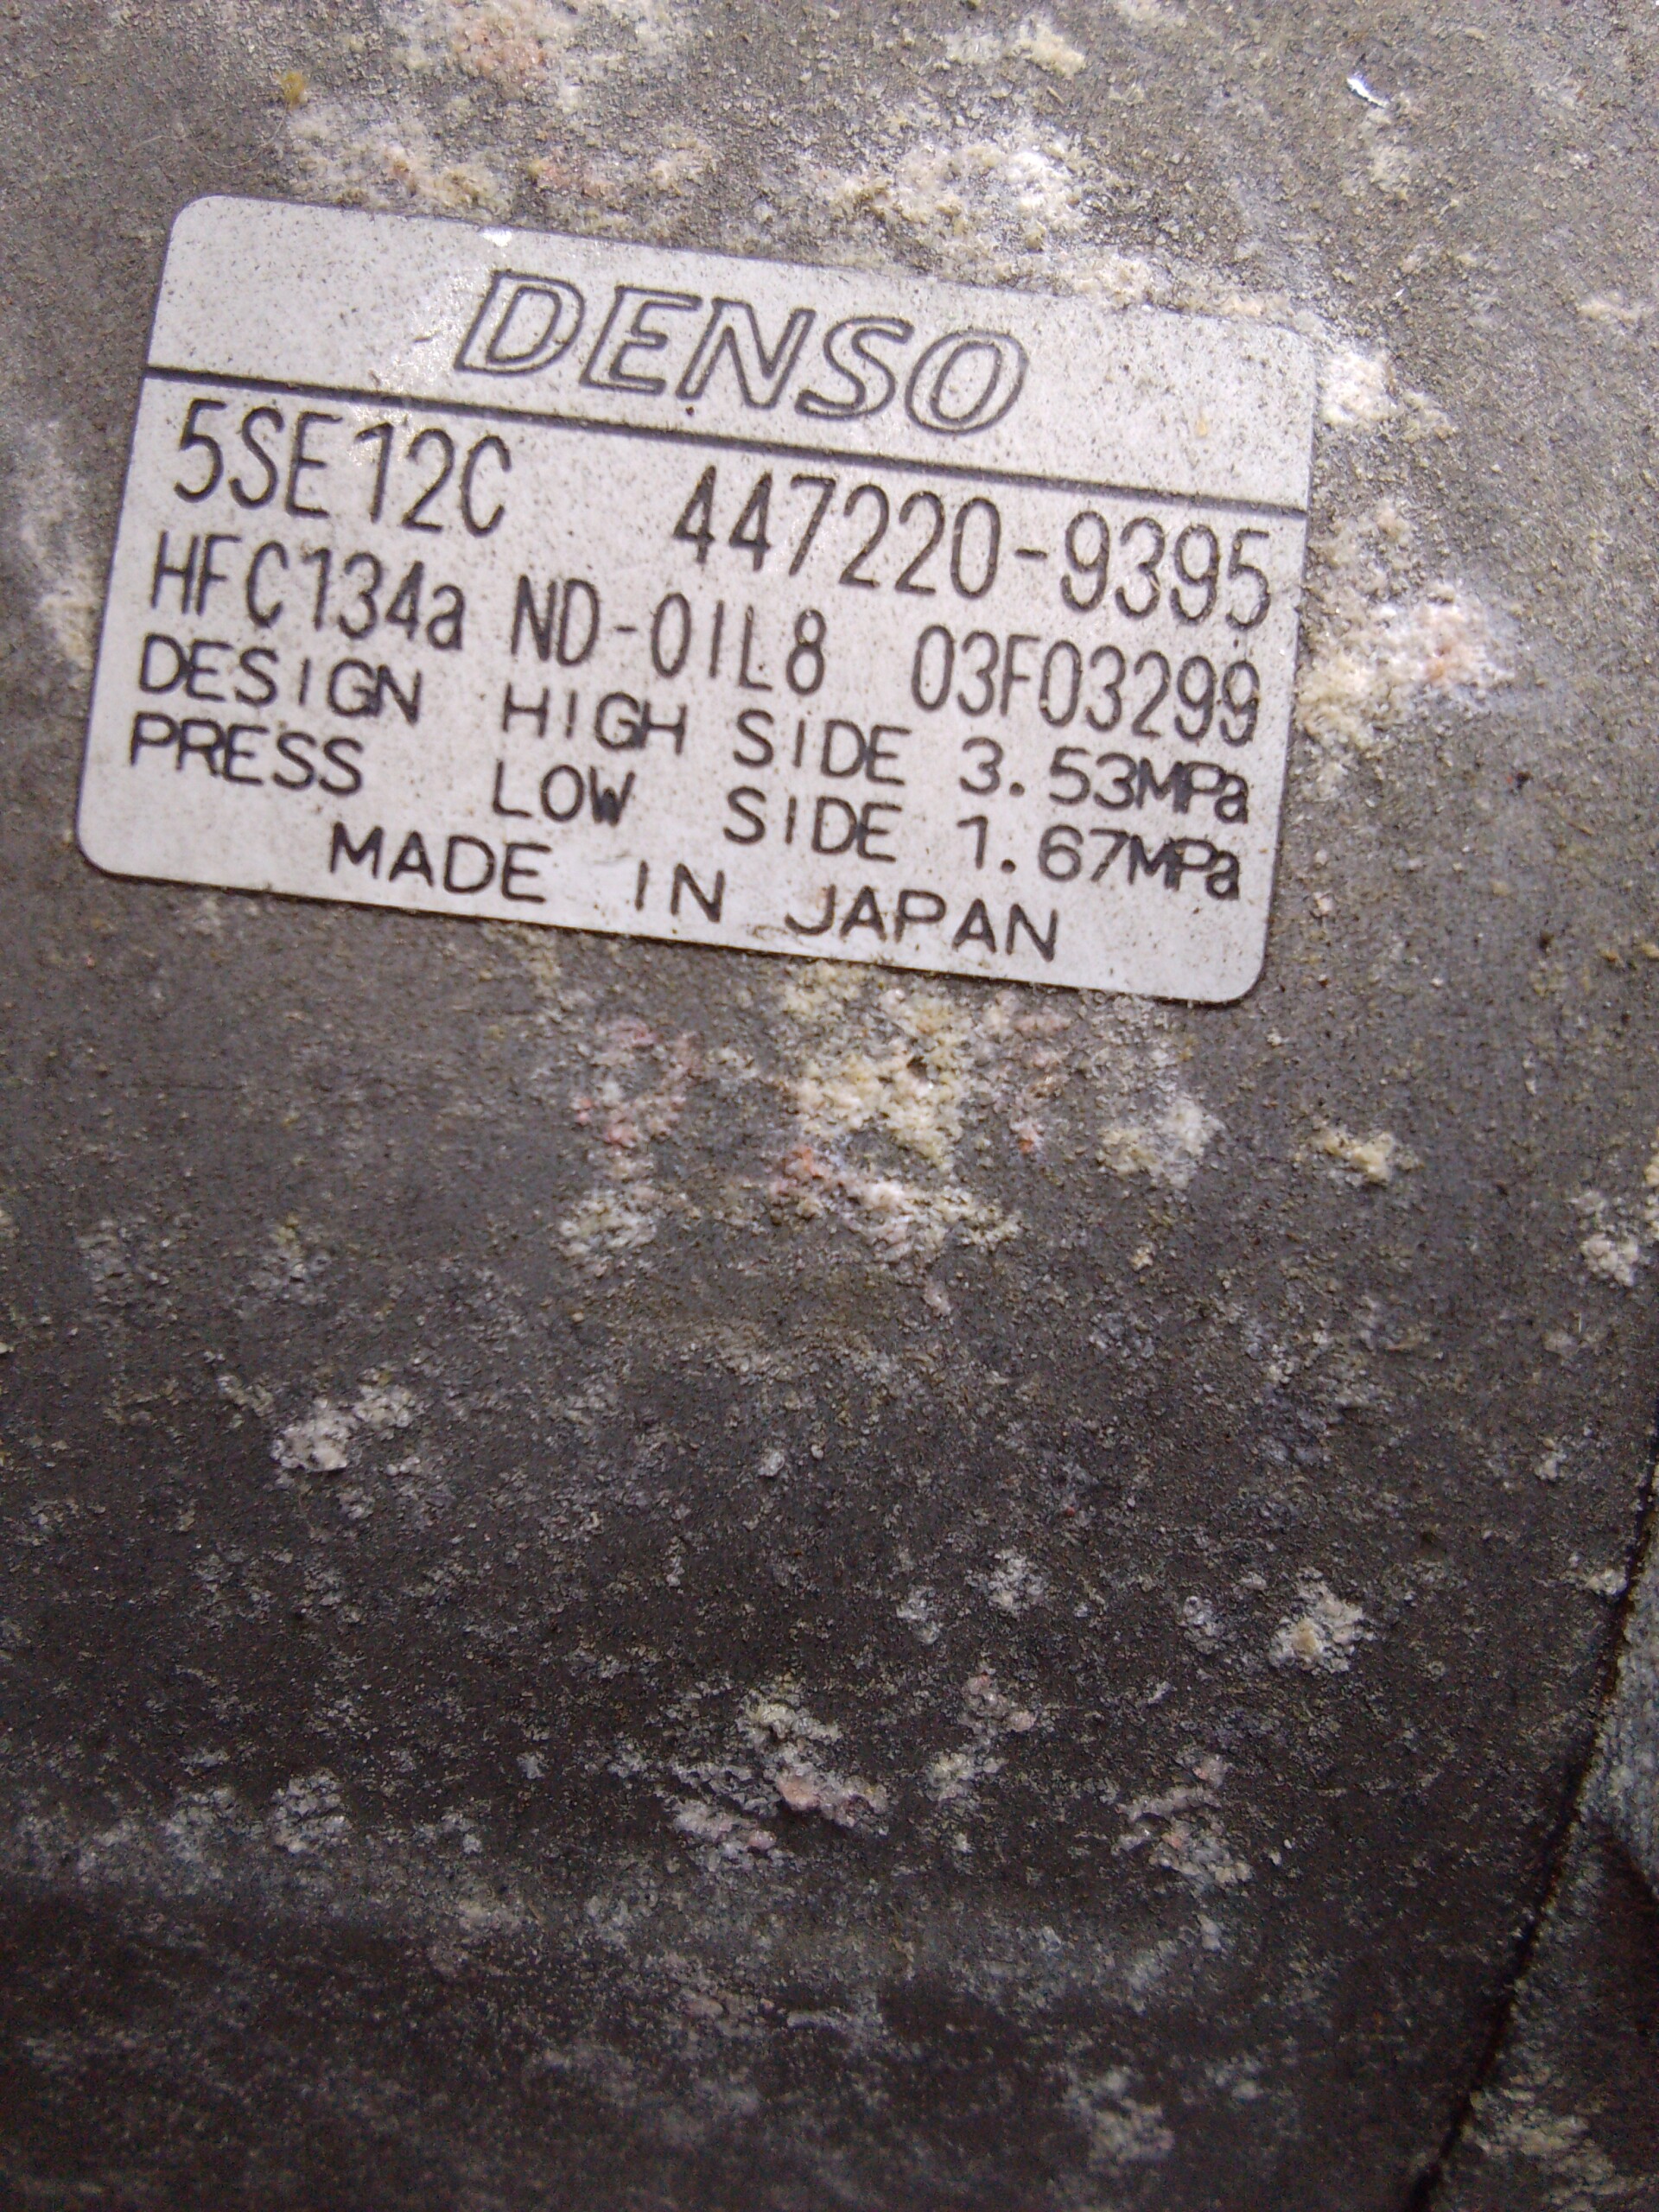 DENSO
5SE12C 447220-9395
HFC134a ND-OIL8 03F03299
DESIGN HIGH SIDE 3.53MPa
PRESS LOW SIDE 1.67MPa
MADE IN JAPAN